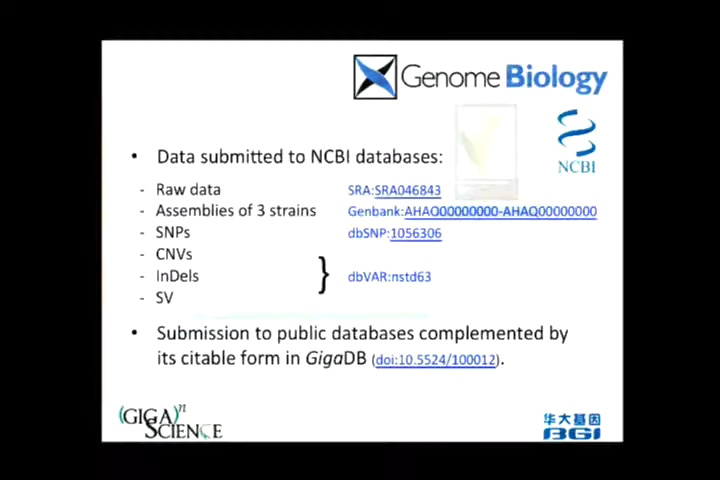 Genome Biology
NCBI
• Data submitted to NCBI databases:
- Raw data SRA:SRA046843
- Assemblies of 3 strains Genbank:AHAO00000000-AHAQ00000000
- SNPs dbSNP:1056306
- CNVs
- InDels } dbVAR:nstd63
- SV
• Submission to public databases complemented by
its citable form in GigaDB (doi:10.5524/100012).
(GIGA)n
SCIENCE
华大基因
BGI